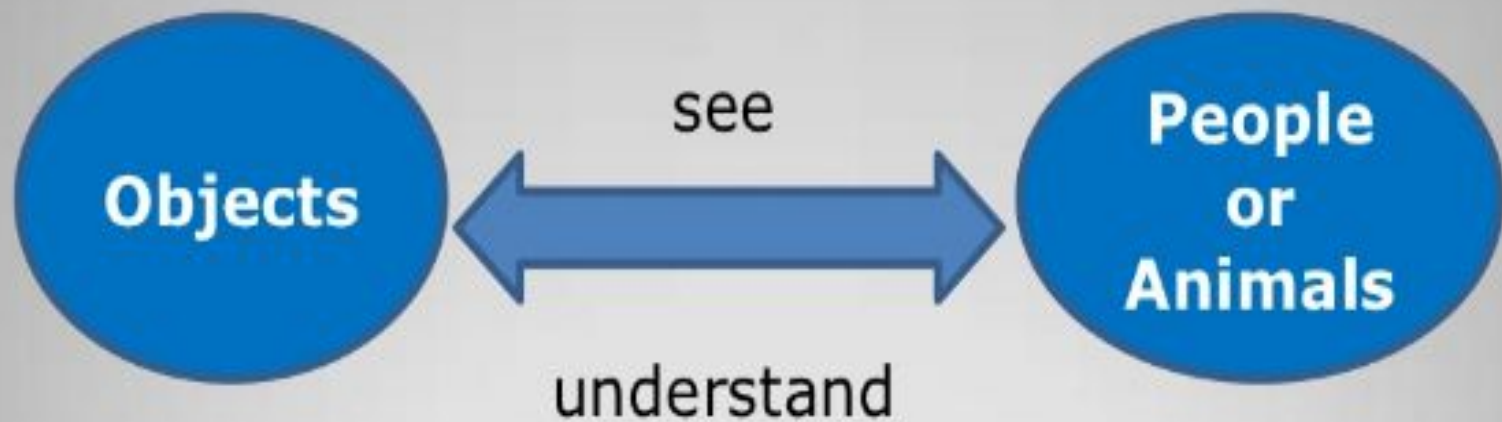 Objects
see
understand
People
or
Animals